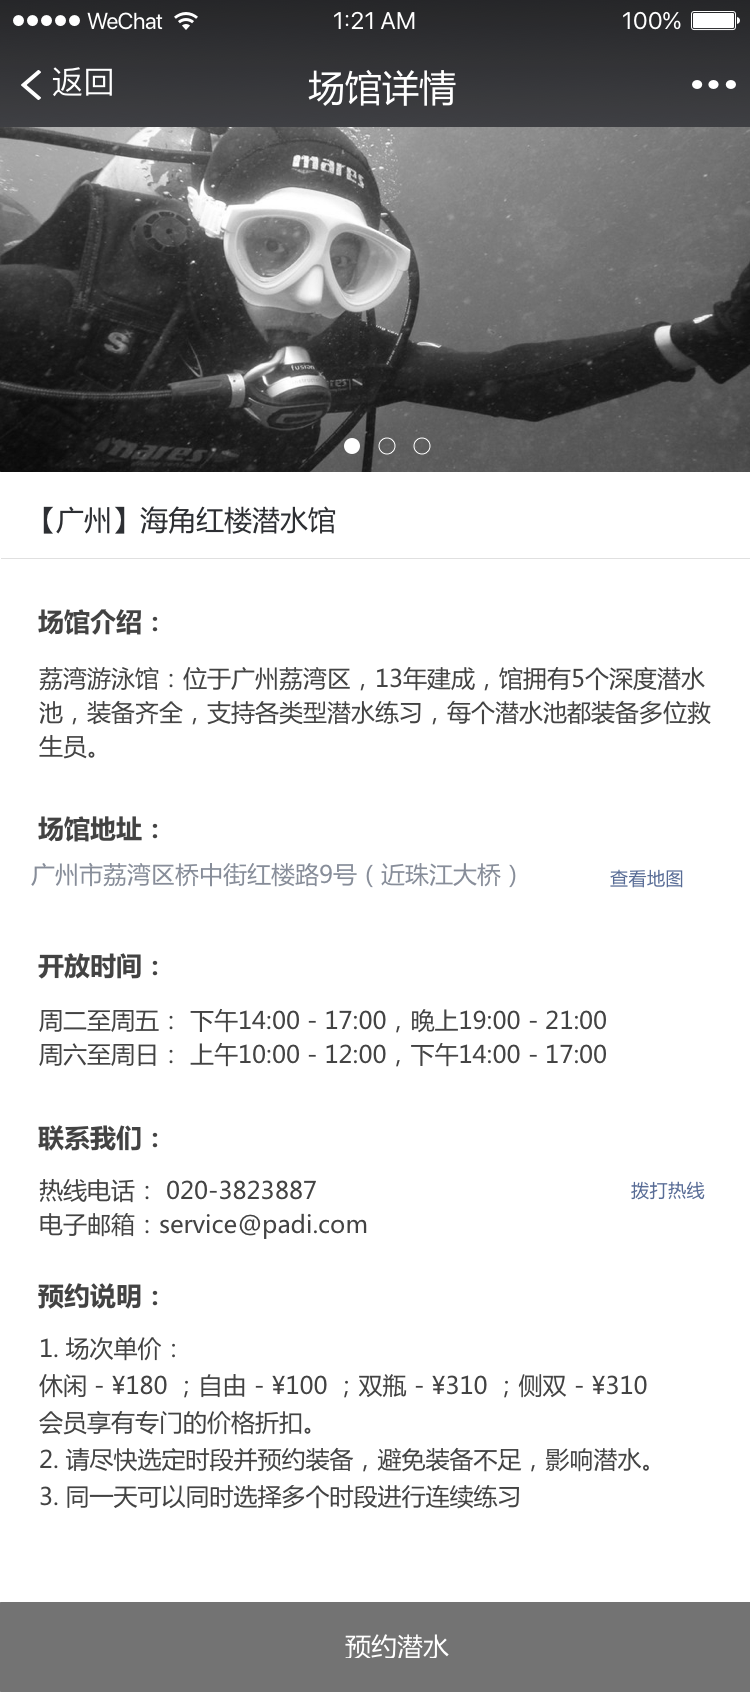 WeChat 1:21 AM 100%
返回 场馆详情
mares
S
fusion
mares
【广州】海角红楼潜水馆
场馆介绍：
荔湾游泳馆：位于广州荔湾区，13年建成，馆拥有5个深度潜水
池，装备齐全，支持各类型潜水练习，每个潜水池都装备多位救
生员。
场馆地址：
广州市荔湾区桥中街红楼路9号（近珠江大桥） 查看地图
开放时间：
周二至周五： 下午14:00 - 17:00，晚上19:00 - 21:00
周六至周日： 上午10:00 - 12:00，下午14:00 - 17:00
联系我们：
热线电话： 020-3823887 拨打热线
电子邮箱：service@padi.com
预约说明：
1. 场次单价：
休闲 - ¥180 ；自由 - ¥100 ；双瓶 - ¥310 ；侧双 - ¥310
会员享有专门的价格折扣。
2. 请尽快选定时段并预约装备，避免装备不足，影响潜水。
3. 同一天可以同时选择多个时段进行连续练习
预约潜水